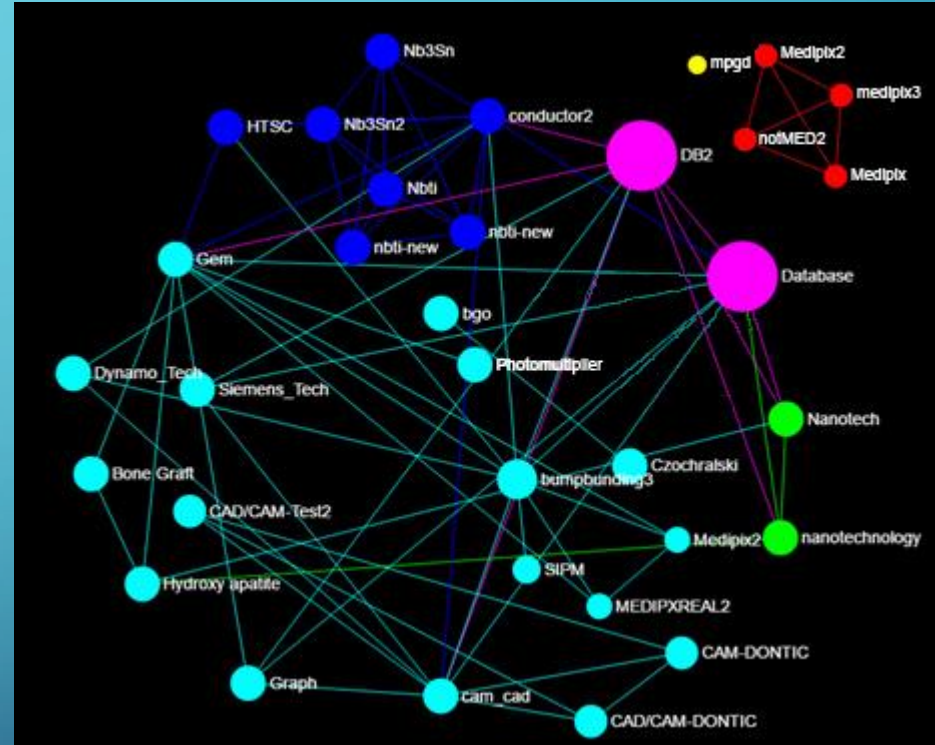 Nb3Sn
mpgd
Medipix2
medipix3
HTSC
Nb3Sn2
conductor2
notMED2
DB2
Medipix
Nbti
nbti-new
nbti-new
Gem
Database
bgo
Dynamo_Tech
Siemens_Tech
Photomultiplier
Nanotech
Bone Graft
bumpbunding3
Czochralski
CAD/CAM-Test2
Medipix2
nanotechnology
Hydroxy apatite
SIPM
MEDIPXREAL2
CAM-DONTIC
Graph
cam_cad
CAD/CAM-DONTIC